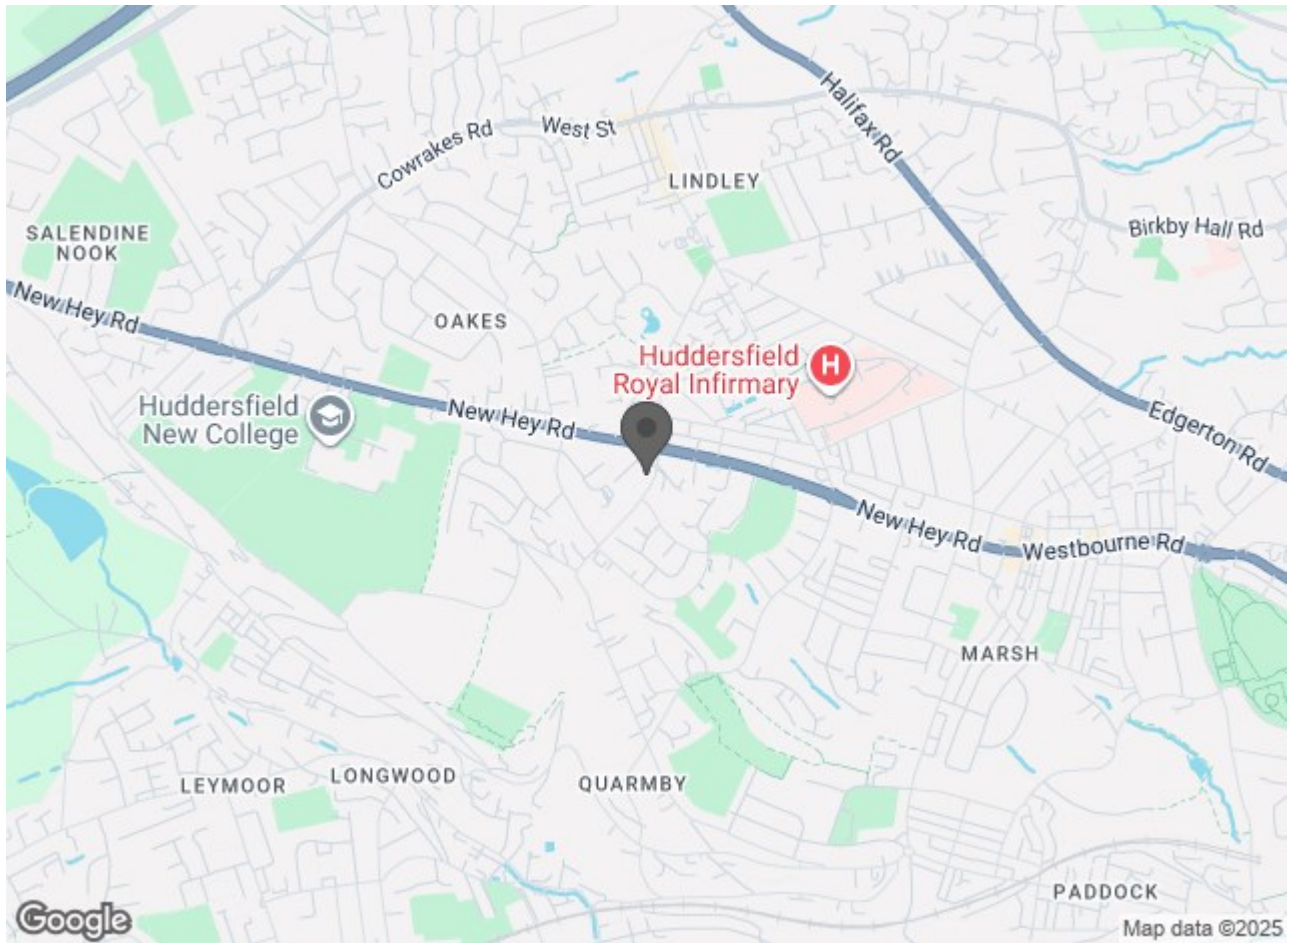 Halifax Rd
West St
Cowrakes Rd
LINDLEY
Birkby Hall Rd
SALENDINE
NOOK
New Hey Rd
OAKES
Huddersfield
Royal Infirmary
H
Huddersfield
New College
New Hey Rd
Edgerton Rd
New Hey Rd
Westbourne Rd
MARSH
LEYMOOR
LONGWOOD
QUARMBY
PADDOCK
Google
Map data ©2025